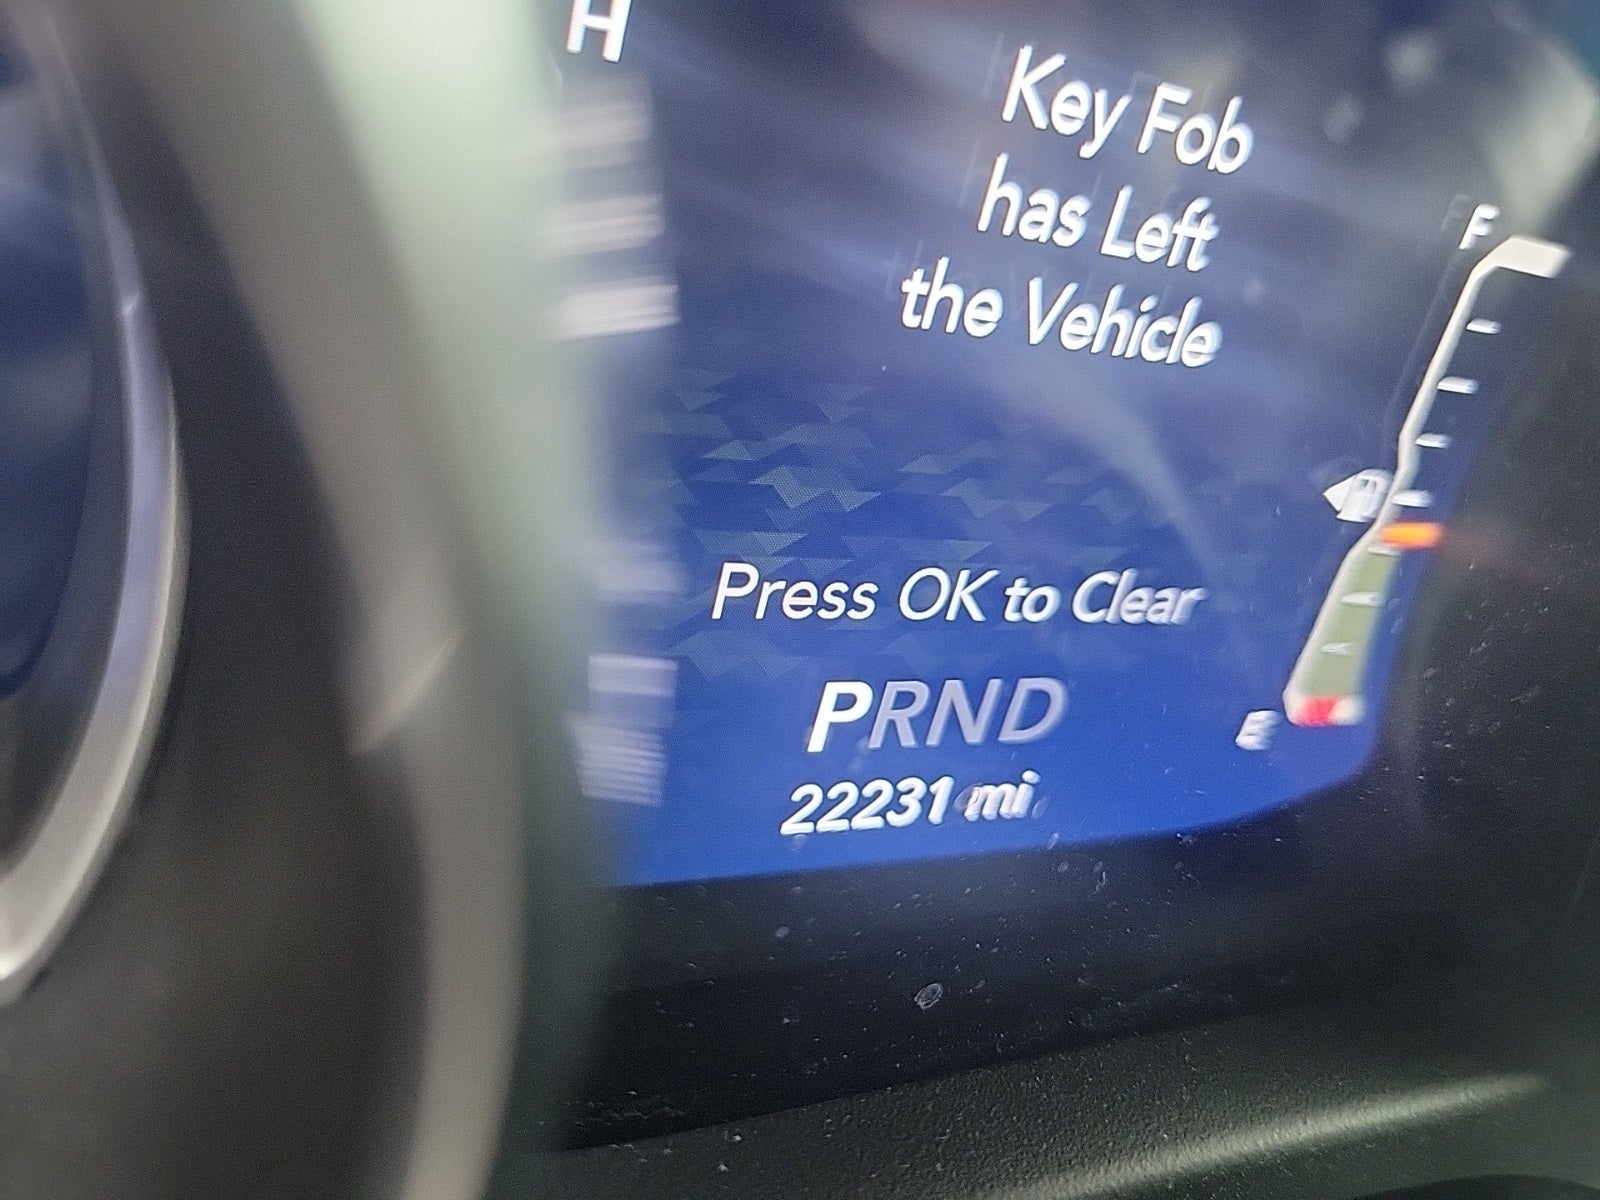 H
Key Fob
has Left
the Vehicle
F
Press OK to Clear
PRND
E
22231 mi